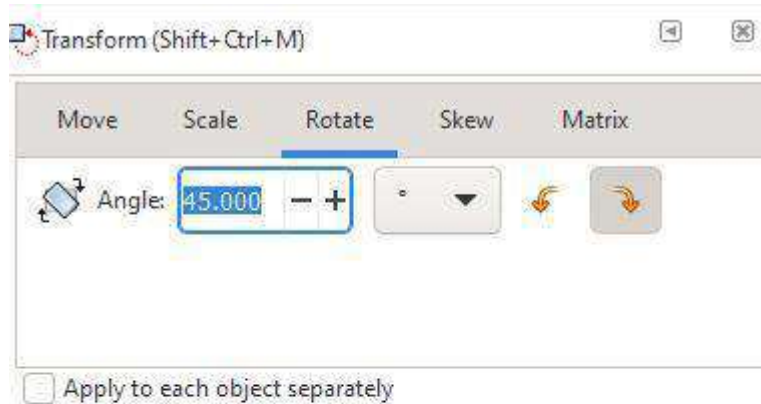 Transform (Shift+Ctrl+M)
Move Scale Rotate Skew Matrix
Angle: 45.000 − + °
Apply to each object separately